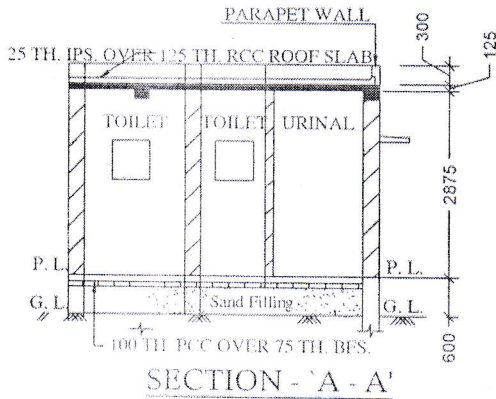 PARAPET WALL
25 TH. IPS. OVER 125 TH. RCC ROOF SLAB
300
125
TOILET TOILET URINAL
2875
P. L. P. L.
G. L. Sand Filling G. L.
600
100 TH. PCC OVER 75 TH. BFS.
SECTION - 'A - A'